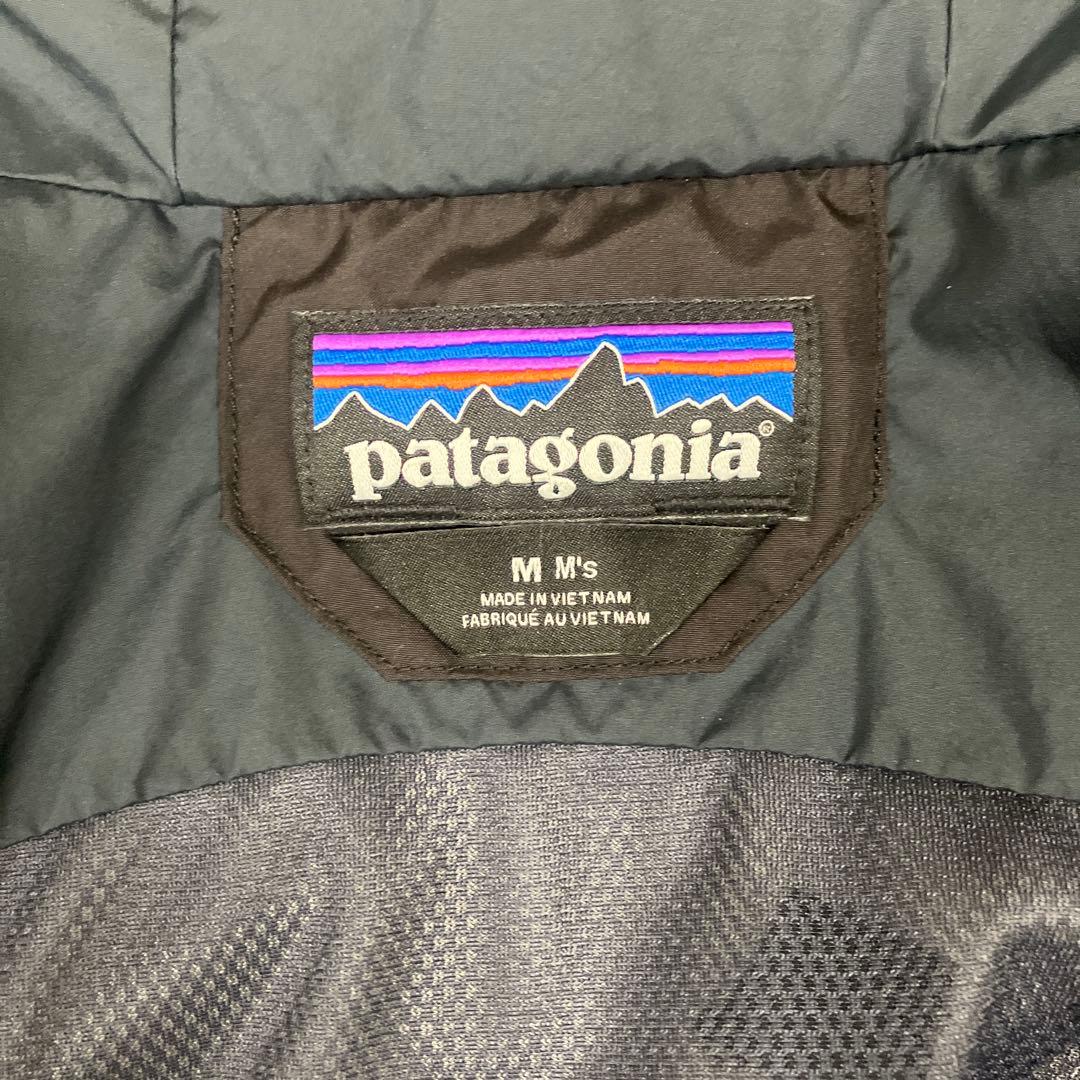 patagonia®
M M's
MADE IN VIETNAM
FABRIQUÉ AU VIETNAM